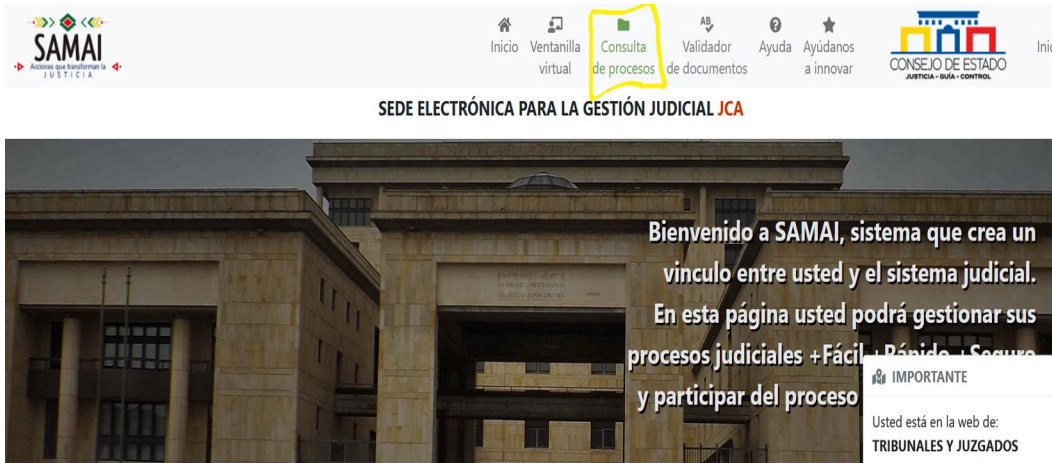 SAMAI
Acciones que transforman la
JUSTICIA
Inicio
Ventanilla
virtual
Consulta
de procesos
Validador
de documentos
Ayuda
Ayúdanos
a innovar
CONSEJO DE ESTADO
JUSTICIA - GUÍA - CONTROL
SEDE ELECTRÓNICA PARA LA GESTIÓN JUDICIAL JCA
Bienvenido a SAMAI, sistema que crea un
vinculo entre usted y el sistema judicial.
En esta página usted podrá gestionar sus
procesos judiciales +Fácil +Rápido +Seguro
y participar del proceso
IMPORTANTE
Usted está en la web de:
TRIBUNALES Y JUZGADOS